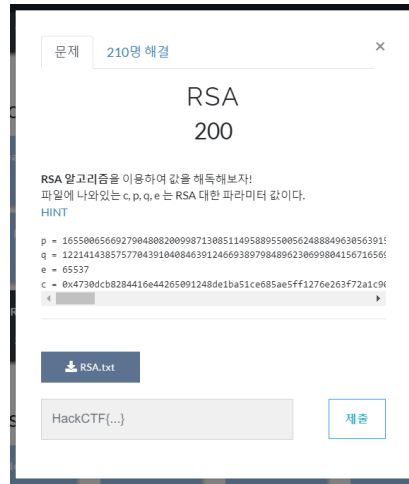 문제
210명 해결
×
RSA
200
RSA 알고리즘을 이용하여 값을 해독해보자!
파일에 나와있는 c, p, q, e 는 RSA 대한 파라미터 값이다.
HINT
p = 1655006566927904808200998713085114958895500562488849630563915
q = 122141438575770439104084639124669389798489623069980415671656
e = 65537
c = 0x4730dcb8284416e44265091248de1ba51ce685ae5ff1276e263f72a1c9
RSA.txt
HackCTF{...}
제출